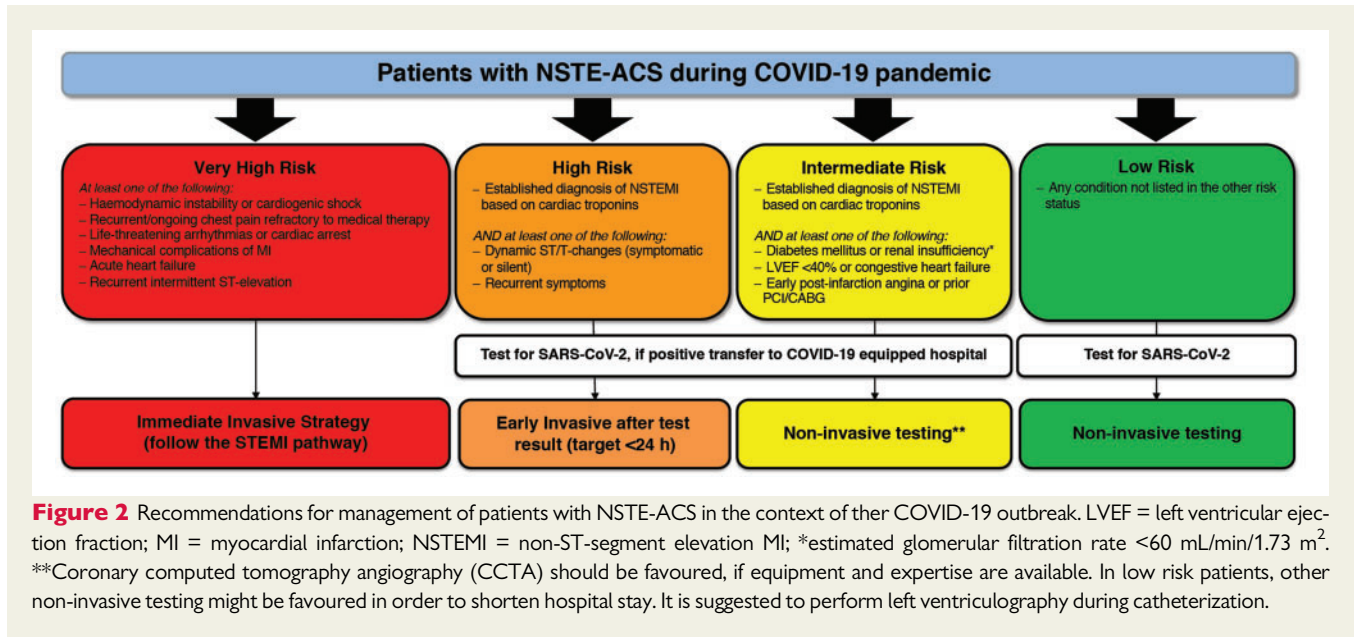 Patients with NSTE-ACS during COVID-19 pandemic
Very High Risk
At least one of the following:
– Haemodynamic instability or cardiogenic shock
– Recurrent/ongoing chest pain refractory to medical therapy
– Life-threatening arrhythmias or cardiac arrest
– Mechanical complications of MI
– Acute heart failure
– Recurrent intermittent ST-elevation
High Risk
– Established diagnosis of NSTEMI
based on cardiac troponins
AND at least one of the following:
– Dynamic ST/T-changes (symptomatic
or silent)
– Recurrent symptoms
Intermediate Risk
– Established diagnosis of NSTEMI
based on cardiac troponins
AND at least one of the following:
– Diabetes mellitus or renal insufficiency*
– LVEF <40% or congestive heart failure
– Early post-infarction angina or prior
PCI/CABG
Low Risk
– Any condition not listed in the other risk
status
Test for SARS-CoV-2, if positive transfer to COVID-19 equipped hospital
Test for SARS-CoV-2
Immediate Invasive Strategy
(follow the STEMI pathway)
Early Invasive after test
result (target <24 h)
Non-invasive testing**
Non-invasive testing
Figure 2 Recommendations for management of patients with NSTE-ACS in the context of ther COVID-19 outbreak. LVEF = left ventricular ejec-
tion fraction; MI = myocardial infarction; NSTEMI = non-ST-segment elevation MI; *estimated glomerular filtration rate <60 mL/min/1.73 m².
**Coronary computed tomography angiography (CCTA) should be favoured, if equipment and expertise are available. In low risk patients, other
non-invasive testing might be favoured in order to shorten hospital stay. It is suggested to perform left ventriculography during catheterization.